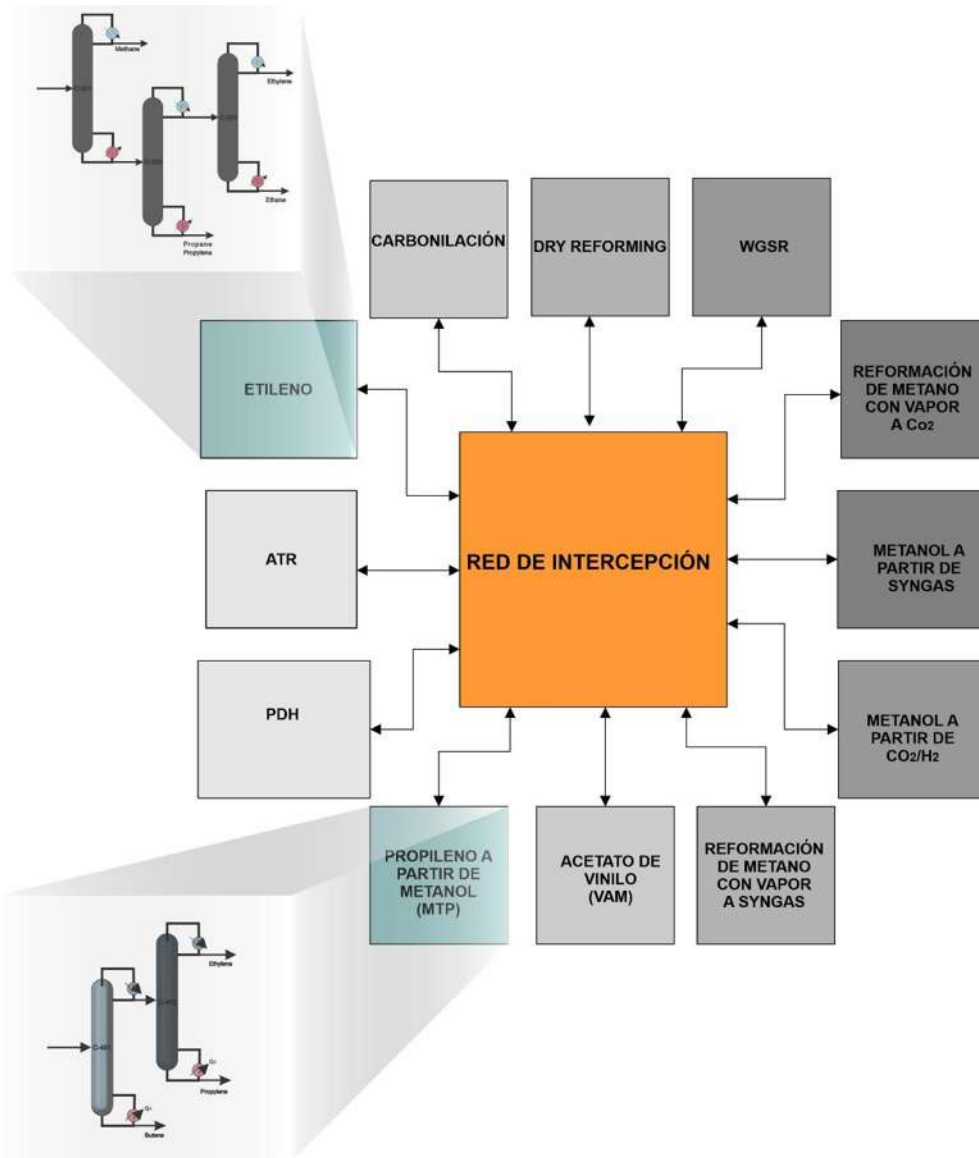 Methane
Ethylene
Ethane
Propane
Propylene
CARBONILACIÓN
DRY REFORMING
WGSR
ETILENO
REFORMACIÓN
DE METANO
CON VAPOR
A Co2
ATR
RED DE INTERCEPCIÓN
METANOL A
PARTIR DE
SYNGAS
PDH
METANOL A
PARTIR DE
CO2/H2
PROPILENO A
PARTIR DE
METANOL
(MTP)
ACETATO DE
VINILO
(VAM)
REFORMACIÓN
DE METANO
CON VAPOR
A SYNGAS
Ethylene
C-401
C-402
Propylene
Butene